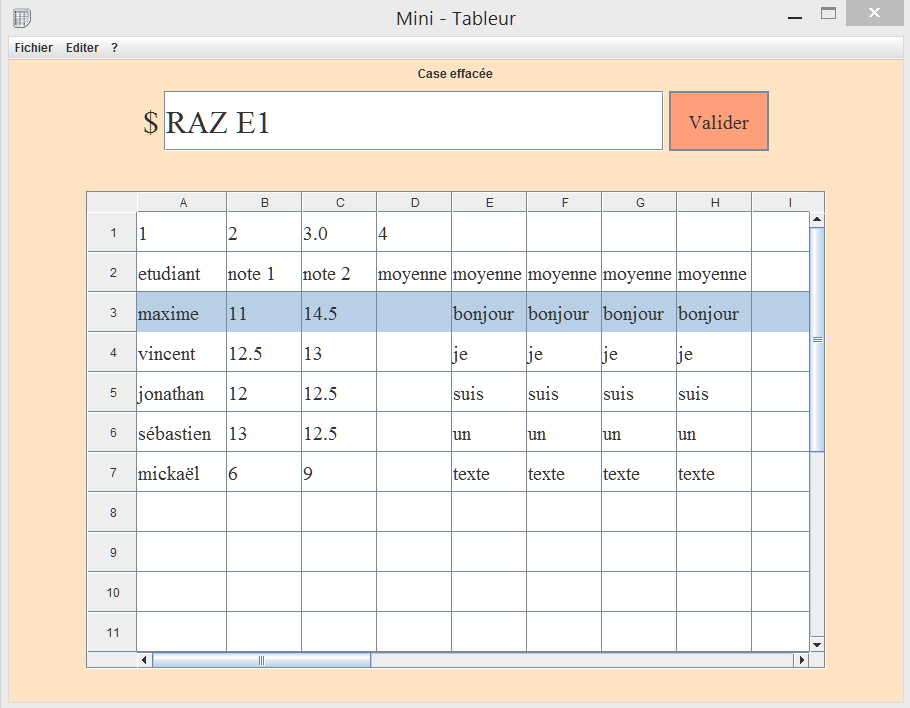 Mini - Tableur
Fichier Editer ?
Case effacée
$ RAZ E1 Valider
A B C D E F G H I
1 1 2 3.0 4
2 etudiant note 1 note 2 moyenne moyenne moyenne moyenne moyenne
3 maxime 11 14.5 bonjour bonjour bonjour bonjour
4 vincent 12.5 13 je je je je
5 jonathan 12 12.5 suis suis suis suis
6 sébastien 13 12.5 un un un un
7 mickaël 6 9 texte texte texte texte
8
9
10
11